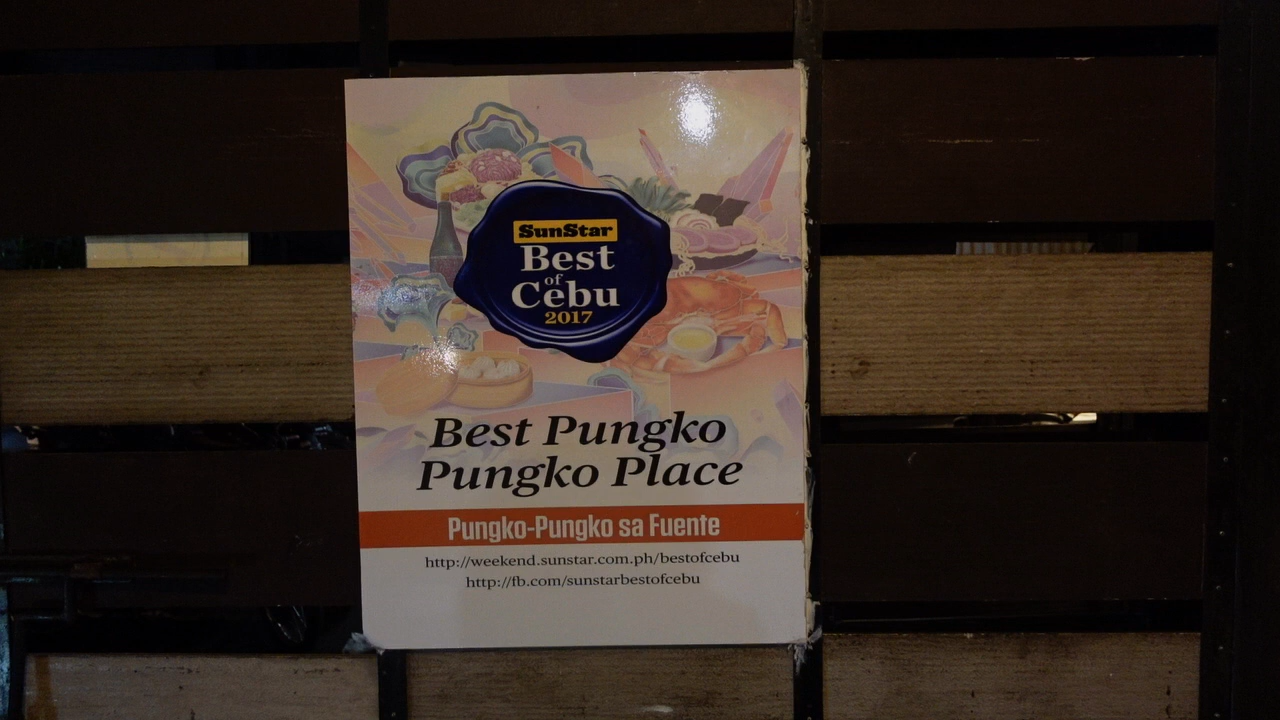 SunStar
Best
of
Cebu
2017
Best Pungko
Pungko Place
Pungko-Pungko sa Fuente
http://weekend.sunstar.com.ph/bestofcebu
http://fb.com/sunstarbestofcebu